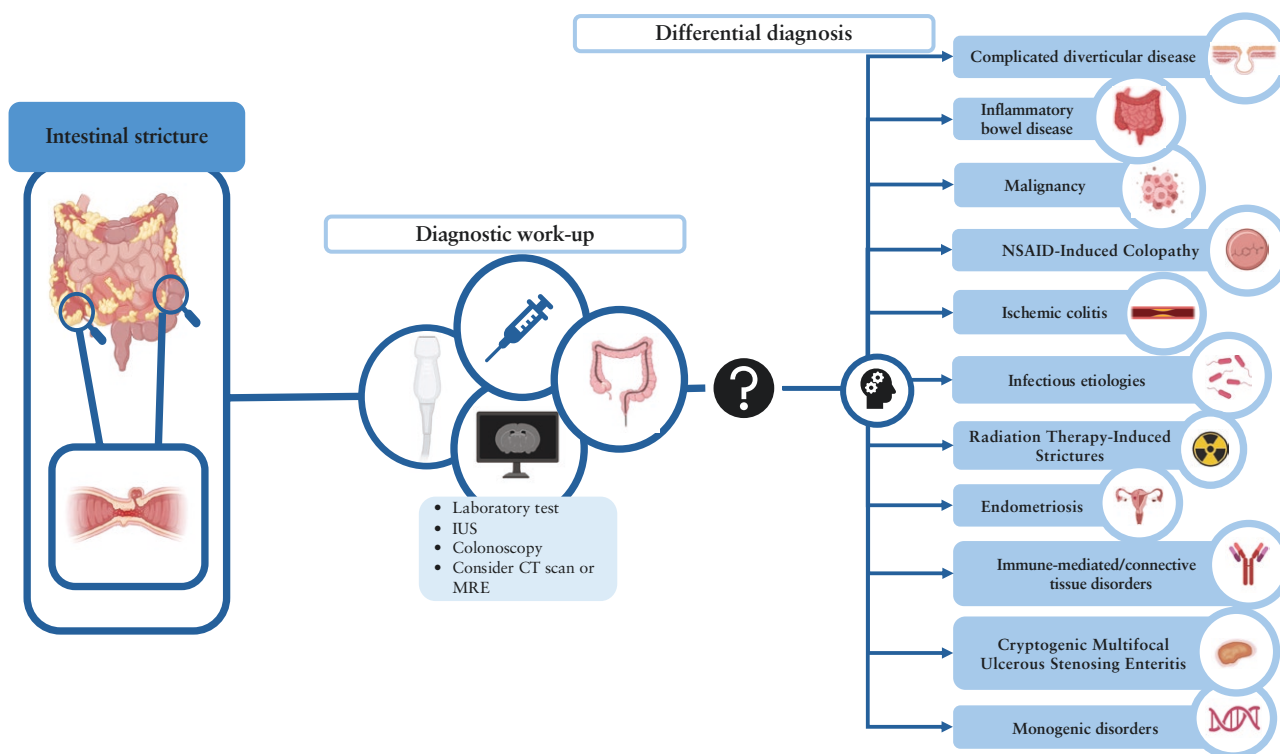 Differential diagnosis
Intestinal stricture
Diagnostic work-up
• Laboratory test
• IUS
• Colonoscopy
• Consider CT scan or
MRE
?
Complicated diverticular disease
Inflammatory
bowel disease
Malignancy
NSAID-Induced Colopathy
Ischemic colitis
Infectious etiologies
Radiation Therapy-Induced
Strictures
Endometriosis
Immune-mediated/connective
tissue disorders
Cryptogenic Multifocal
Ulcerous Stenosing Enteritis
Monogenic disorders